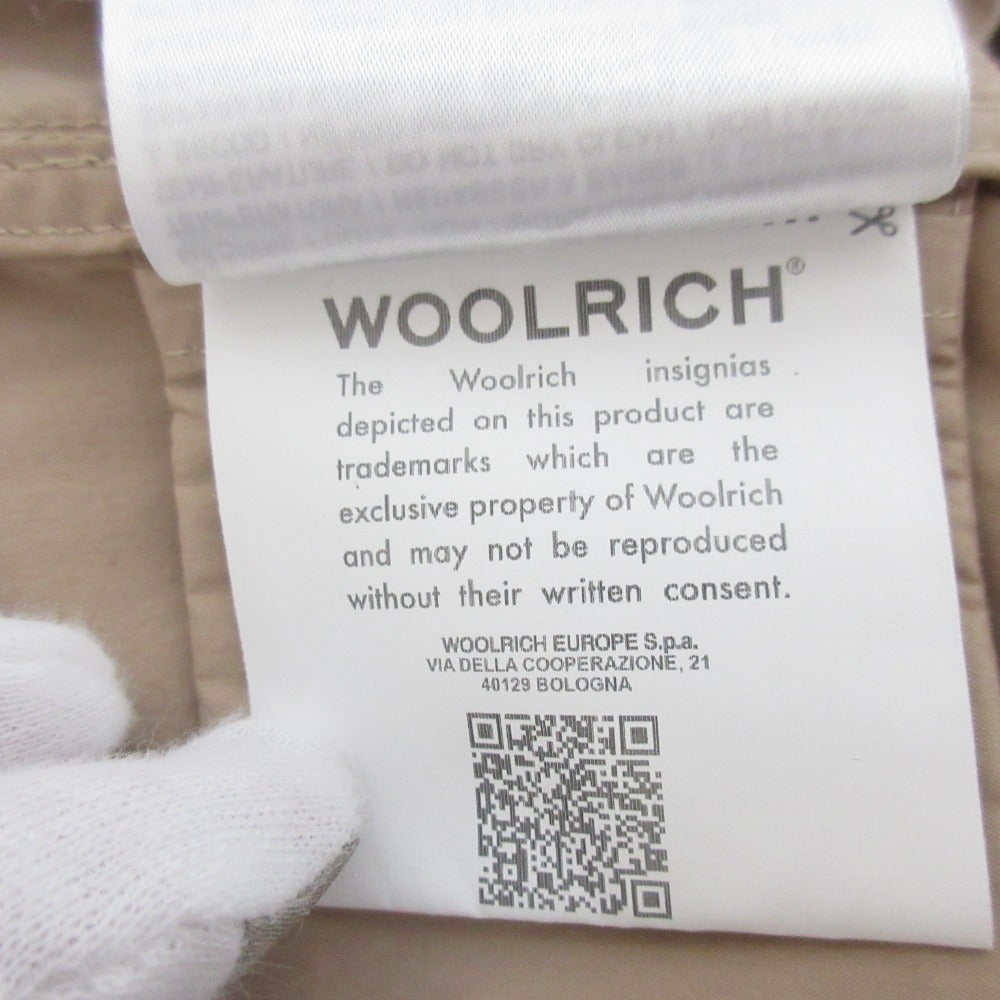 WOOLRICH®
The Woolrich insignias
depicted on this product are
trademarks which are the
exclusive property of Woolrich
and may not be reproduced
without their written consent.
WOOLRICH EUROPE S.p.a.
VIA DELLA COOPERAZIONE, 21
40129 BOLOGNA